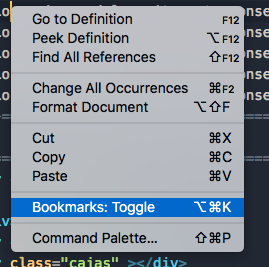 Go to Definition F12
Peek Definition ⌥F12
Find All References ⇧F12
Change All Occurrences ⌘F2
Format Document ⌥⇧F
Cut ⌘X
Copy ⌘C
Paste ⌘V
Bookmarks: Toggle ⌥⌘K
Command Palette... ⇧⌘P
class="cajas" ></div>